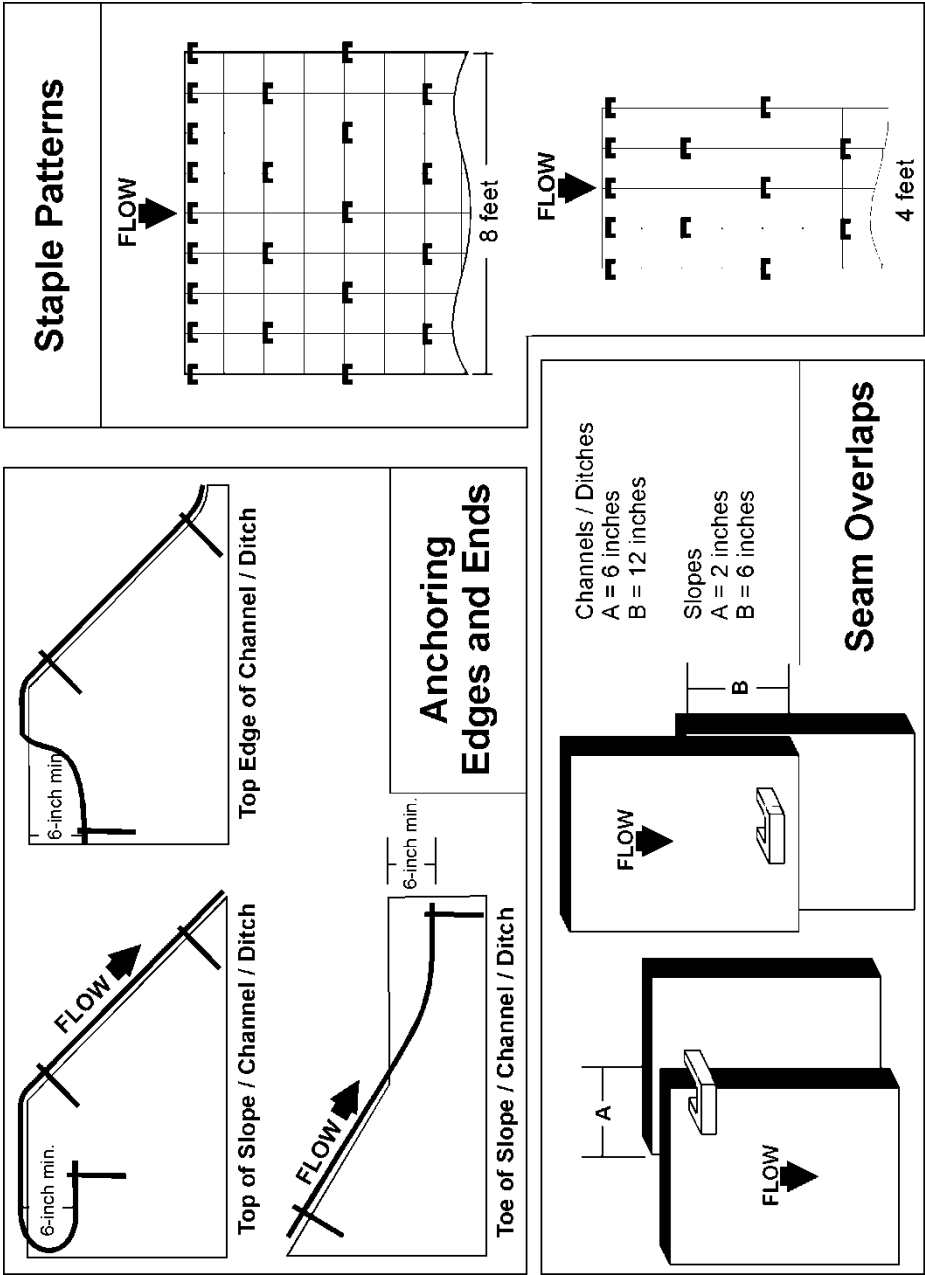 6-inch min.
FLOW
Top of Slope / Channel / Ditch
6-inch min.
Top Edge of Channel / Ditch
FLOW
6-inch min.
Toe of Slope / Channel / Ditch
Anchoring
Edges and Ends
Staple Patterns
FLOW
8 feet
FLOW
4 feet
A
FLOW
FLOW
B
Channels / Ditches
A = 6 inches
B = 12 inches
Slopes
A = 2 inches
B = 6 inches
Seam Overlaps